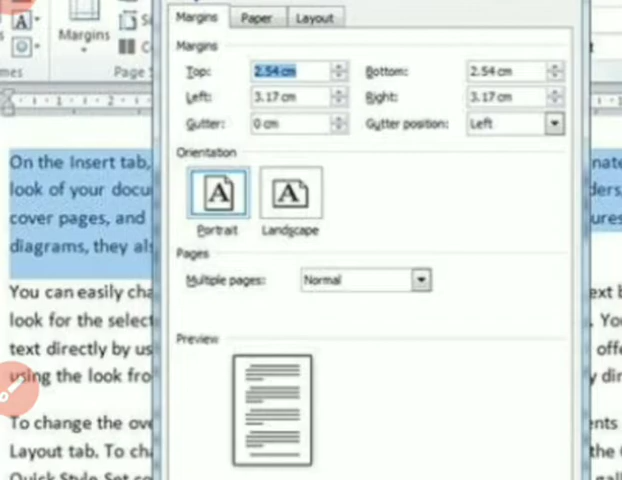 Margins Paper Layout
Margins
Margins
Page
Top: 2.54 cm Bottom: 2.54 cm
Left: 3.17 cm Right: 3.17 cm
Gutter: 0 cm Gutter position: Left
Orientation
Portrait Landscape
Pages
Multiple pages: Normal
Preview
On the Insert tab,
look of your docu
cover pages, and
diagrams, they als
You can easily cha
look for the select
text directly by us
using the look fro
To change the ove
Layout tab. To cha
Quick Style Set
nate
ders,
ures
ext b
. You
offe
y dir
ents
the
gall